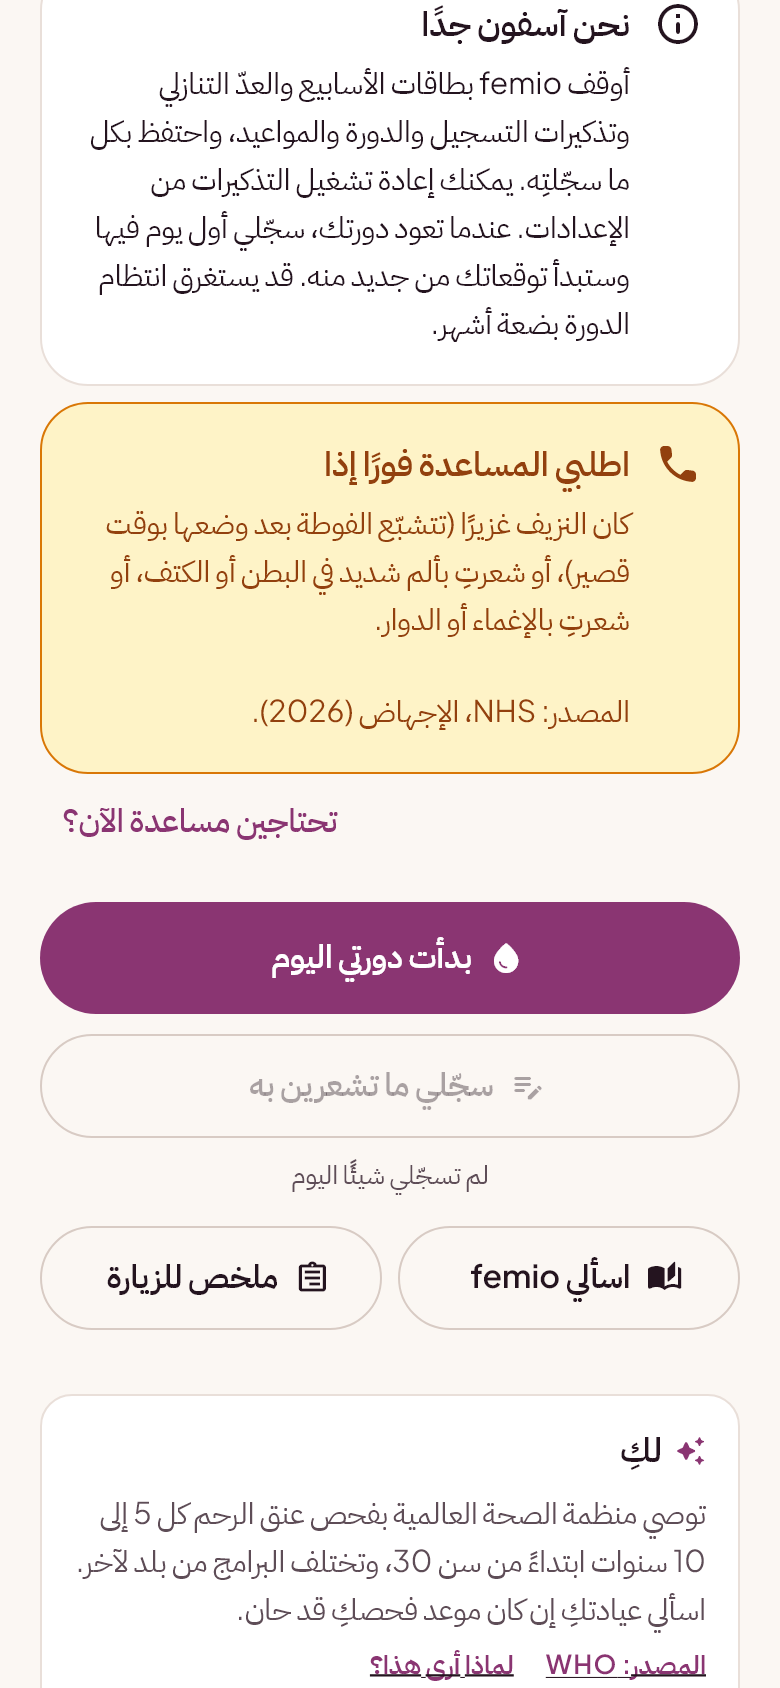 نحن آسفون جدًا
أوقف femio بطاقات الأسابيع والعدّ التنازلي
وتذكيرات التسجيل والدورة والمواعيد، واحتفظ بكل
ما سجّلتِه. يمكنك إعادة تشغيل التذكيرات من
الإعدادات. عندما تعود دورتك، سجّلي أول يوم فيها
وستبدأ توقعاتك من جديد منه. قد يستغرق انتظام
الدورة بضعة أشهر.
اطلبي المساعدة فورًا إذا
كان النزيف غزيرًا (تتشبّع الفوطة بعد وضعها بوقت
قصير)، أو شعرتِ بألم شديد في البطن أو الكتف، أو
شعرتِ بالإغماء أو الدوار.
المصدر: NHS، الإجهاض (2026).
تحتاجين مساعدة الآن؟
بدأت دورتي اليوم
سجّلي ما تشعرين به
لم تسجّلي شيئًا اليوم
اسألي femio
ملخص للزيارة
لكِ
توصي منظمة الصحة العالمية بفحص عنق الرحم كل 5 إلى
10 سنوات ابتداءً من سن 30، وتختلف البرامج من بلد لآخر.
اسألي عيادتكِ إن كان موعد فحصكِ قد حان.
المصدر: WHO لماذا أرى هذا؟